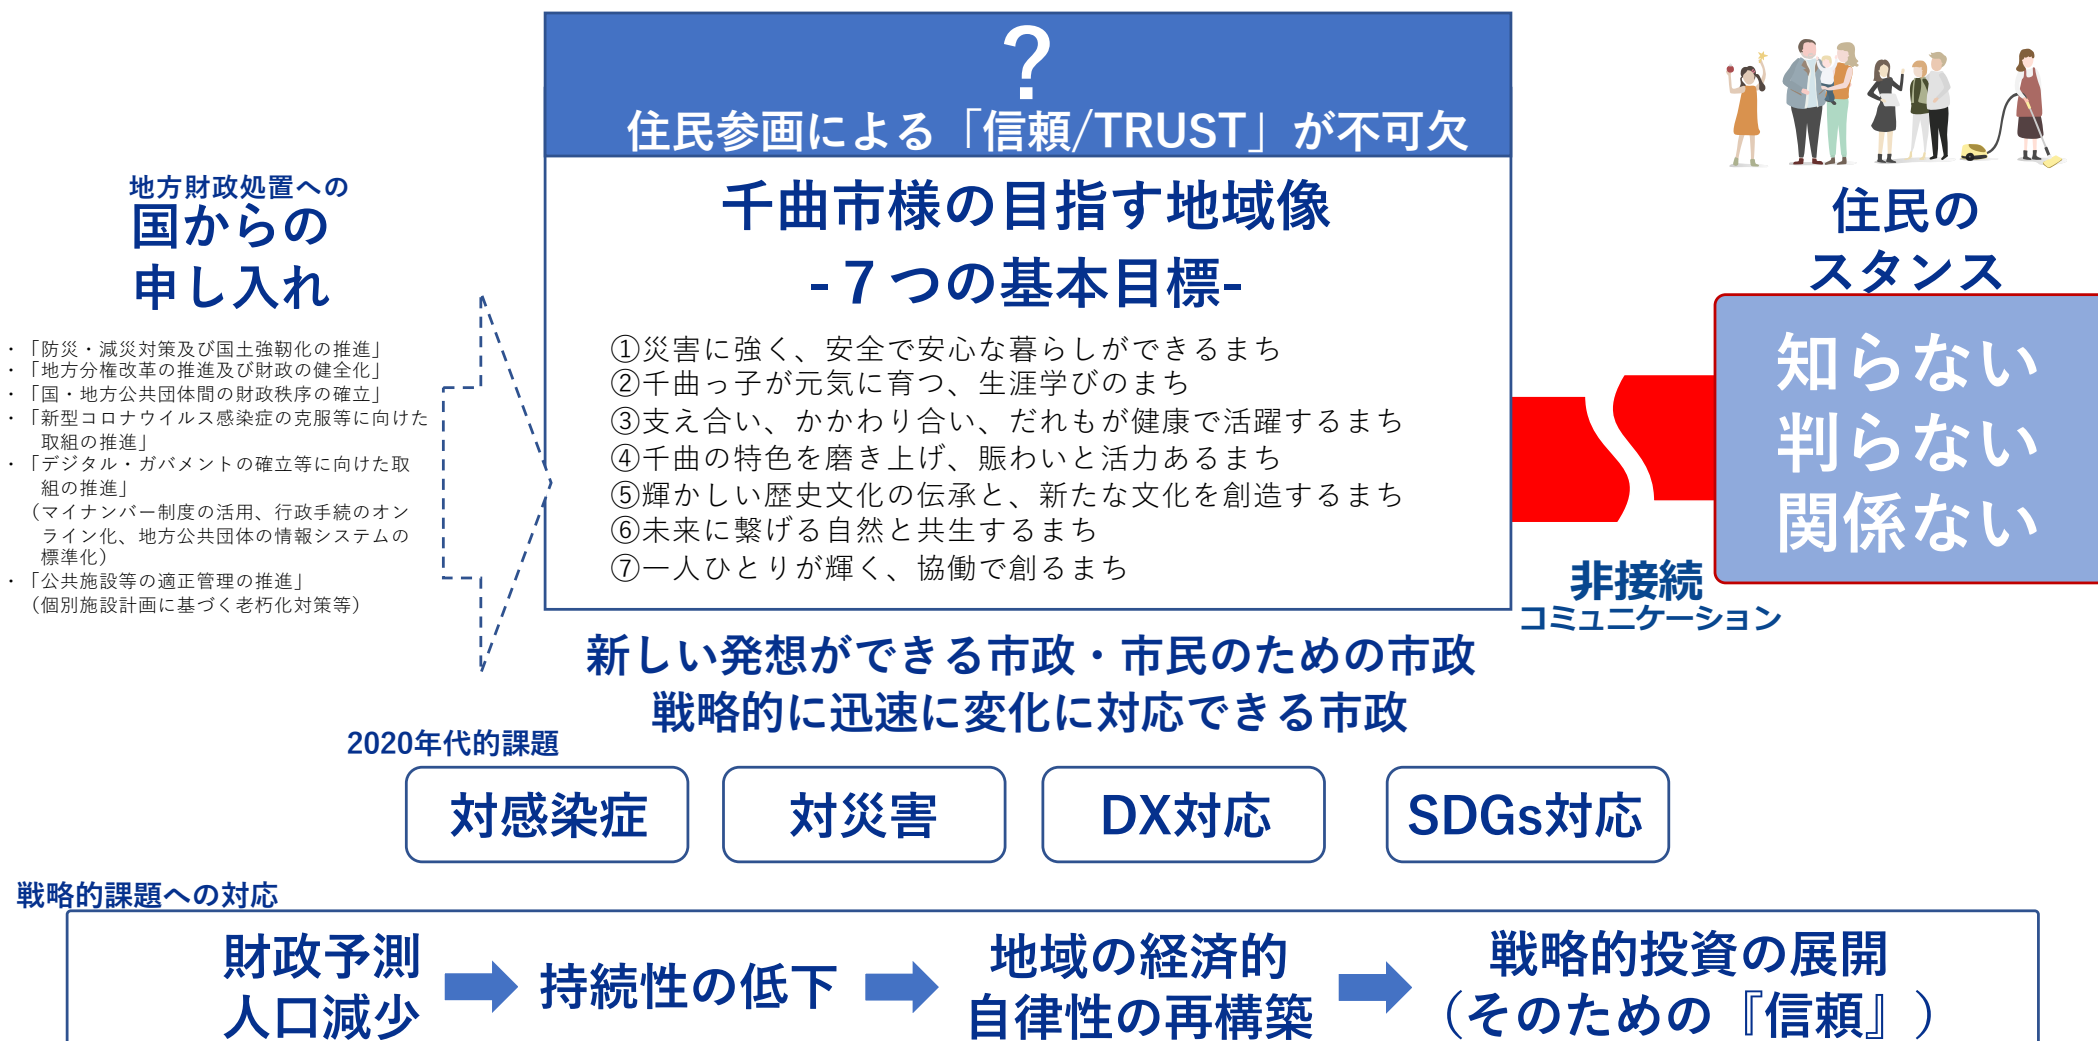 ?
住民参画による「信頼/TRUST」が不可欠
地方財政処置への
国からの
申し入れ
・「防災・減災対策及び国土強靭化の推進」
・「地方分権改革の推進及び財政の健全化」
・「国・地方公共団体間の財政秩序の確立」
・「新型コロナウイルス感染症の克服等に向けた
取組の推進」
・「デジタル・ガバメントの確立等に向けた取
組の推進」
（マイナンバー制度の活用、行政手続のオン
ライン化、地方公共団体の情報システムの
標準化）
・「公共施設等の適正管理の推進」
（個別施設計画に基づく老朽化対策等）
千曲市様の目指す地域像
-７つの基本目標-
①災害に強く、安全で安心な暮らしができるまち
②千曲っ子が元気に育つ、生涯学びのまち
③支え合い、かかわり合い、だれもが健康で活躍するまち
④千曲の特色を磨き上げ、賑わいと活力あるまち
⑤輝かしい歴史文化の伝承と、新たな文化を創造するまち
⑥未来に繋げる自然と共生するまち
⑦一人ひとりが輝く、協働で創るまち
住民の
スタンス
知らない
判らない
関係ない
非接続
コミュニケーション
新しい発想ができる市政・市民のための市政
戦略的に迅速に変化に対応できる市政
2020年代的課題
対感染症
対災害
DX対応
SDGs対応
戦略的課題への対応
財政予測
人口減少
持続性の低下
地域の経済的
自律性の再構築
戦略的投資の展開
（そのための『信頼』）